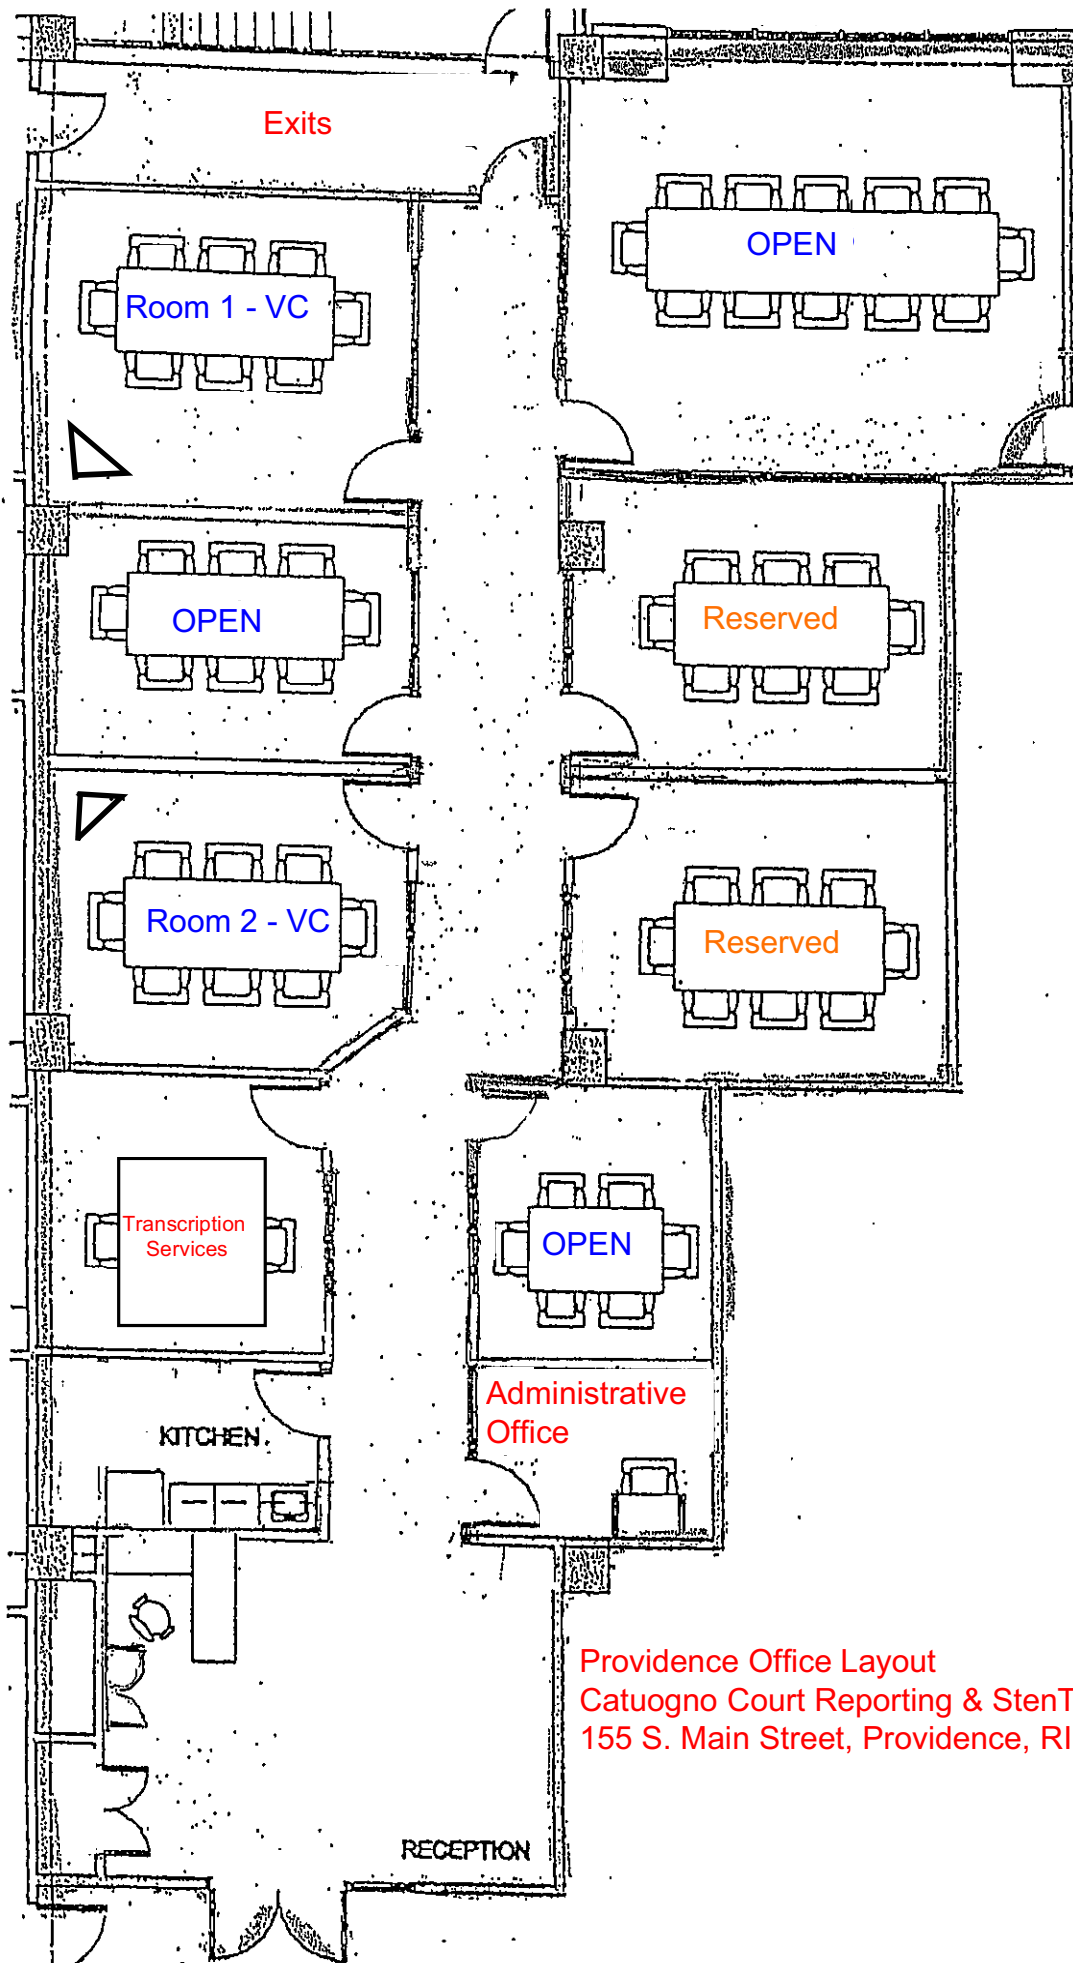 Exits
OPEN
Room 1 - VC
OPEN
Reserved
Room 2 - VC
Reserved
Transcription
Services
OPEN
Administrative
Office
KITCHEN
Providence Office Layout
Catuogno Court Reporting & StenT
155 S. Main Street, Providence, RI
RECEPTION